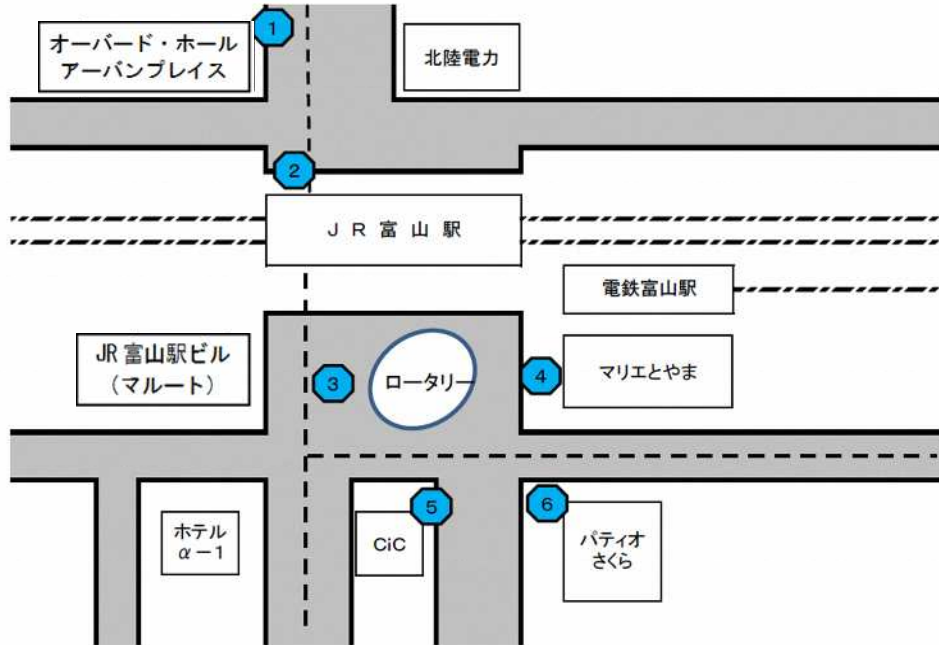 1
オーバード・ホール
アーバンプレイス
北陸電力
2
JR富山駅
電鉄富山駅
JR富山駅ビル
（マルート）
3
ロータリー
4
マリエとやま
ホテル
α－1
CiC
5
6
パティオ
さくら